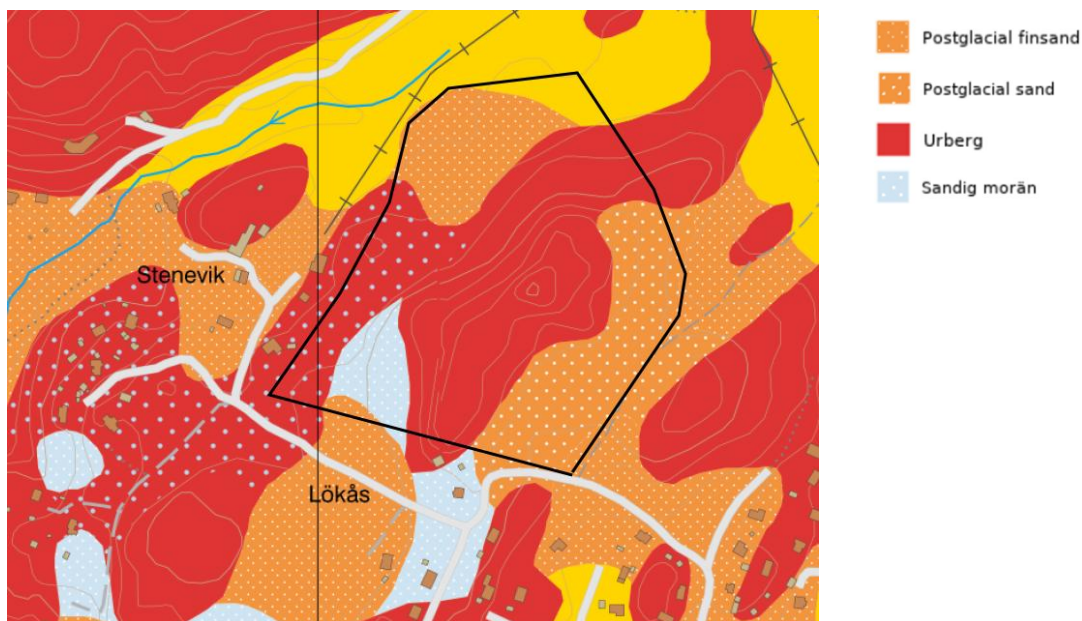 Postglacial finsand
Postglacial sand
Urberg
Sandig morän
Stenevik
Lökås